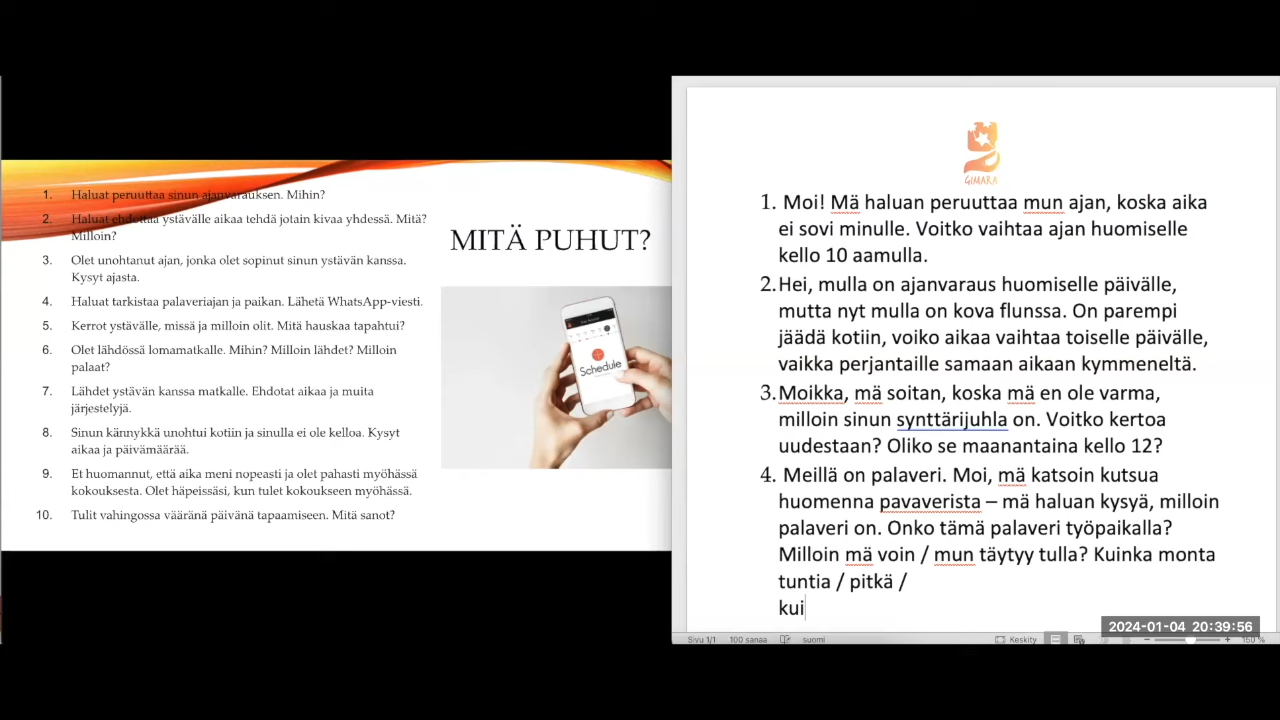 1. Haluat peruuttaa sinun ajanvarauksen. Mihin?
2. Haluat ehdottaa ystävälle aikaa tehdä jotain kivaa yhdessä. Mitä?
Milloin?
3. Olet unohtanut ajan, jonka olet sopinut sinun ystävän kanssa.
Kysyt ajasta.
4. Haluat tarkistaa palaveriajan ja paikan. Lähetä WhatsApp-viesti.
5. Kerrot ystävälle, missä ja milloin olit. Mitä hauskaa tapahtui?
6. Olet lähdössä lomamatkalle. Mihin? Milloin lähdet? Milloin
palaat?
7. Lähdet ystävän kanssa matkalle. Ehdotat aikaa ja muita
järjestelyjä.
8. Sinun kännykkä unohtui kotiin ja sinulla ei ole kelloa. Kysyt
aikaa ja päivämäärää.
9. Et huomannut, että aika meni nopeasti ja olet pahasti myöhässä
kokouksesta. Olet häpeissäsi, kun tulet kokoukseen myöhässä.
10. Tulit vahingossa vääränä päivänä tapaamiseen. Mitä sanot?
MITÄ PUHUT?
Schedule
GIMARA
1. Moi! Mä haluan peruuttaa mun ajan, koska aika
ei sovi minulle. Voitko vaihtaa ajan huomiselle
kello 10 aamulla.
2. Hei, mulla on ajanvaraus huomiselle päivälle,
mutta nyt mulla on kova flunssa. On parempi
jäädä kotiin, voiko aikaa vaihtaa toiselle päivälle,
vaikka perjantaille samaan aikaan kymmeneltä.
3. Moikka, mä soitan, koska mä en ole varma,
milloin sinun synttärijuhla on. Voitko kertoa
uudestaan? Oliko se maanantaina kello 12?
4. Meillä on palaveri. Moi, mä katsoin kutsua
huomenna pavaverista – mä haluan kysyä, milloin
palaveri on. Onko tämä palaveri työpaikalla?
Milloin mä voin / mun täytyy tulla? Kuinka monta
tuntia / pitkä /
kui
2024-01-04 20:39:56
Sivu 1/1 100 sanaa suomi Keskity 150 %